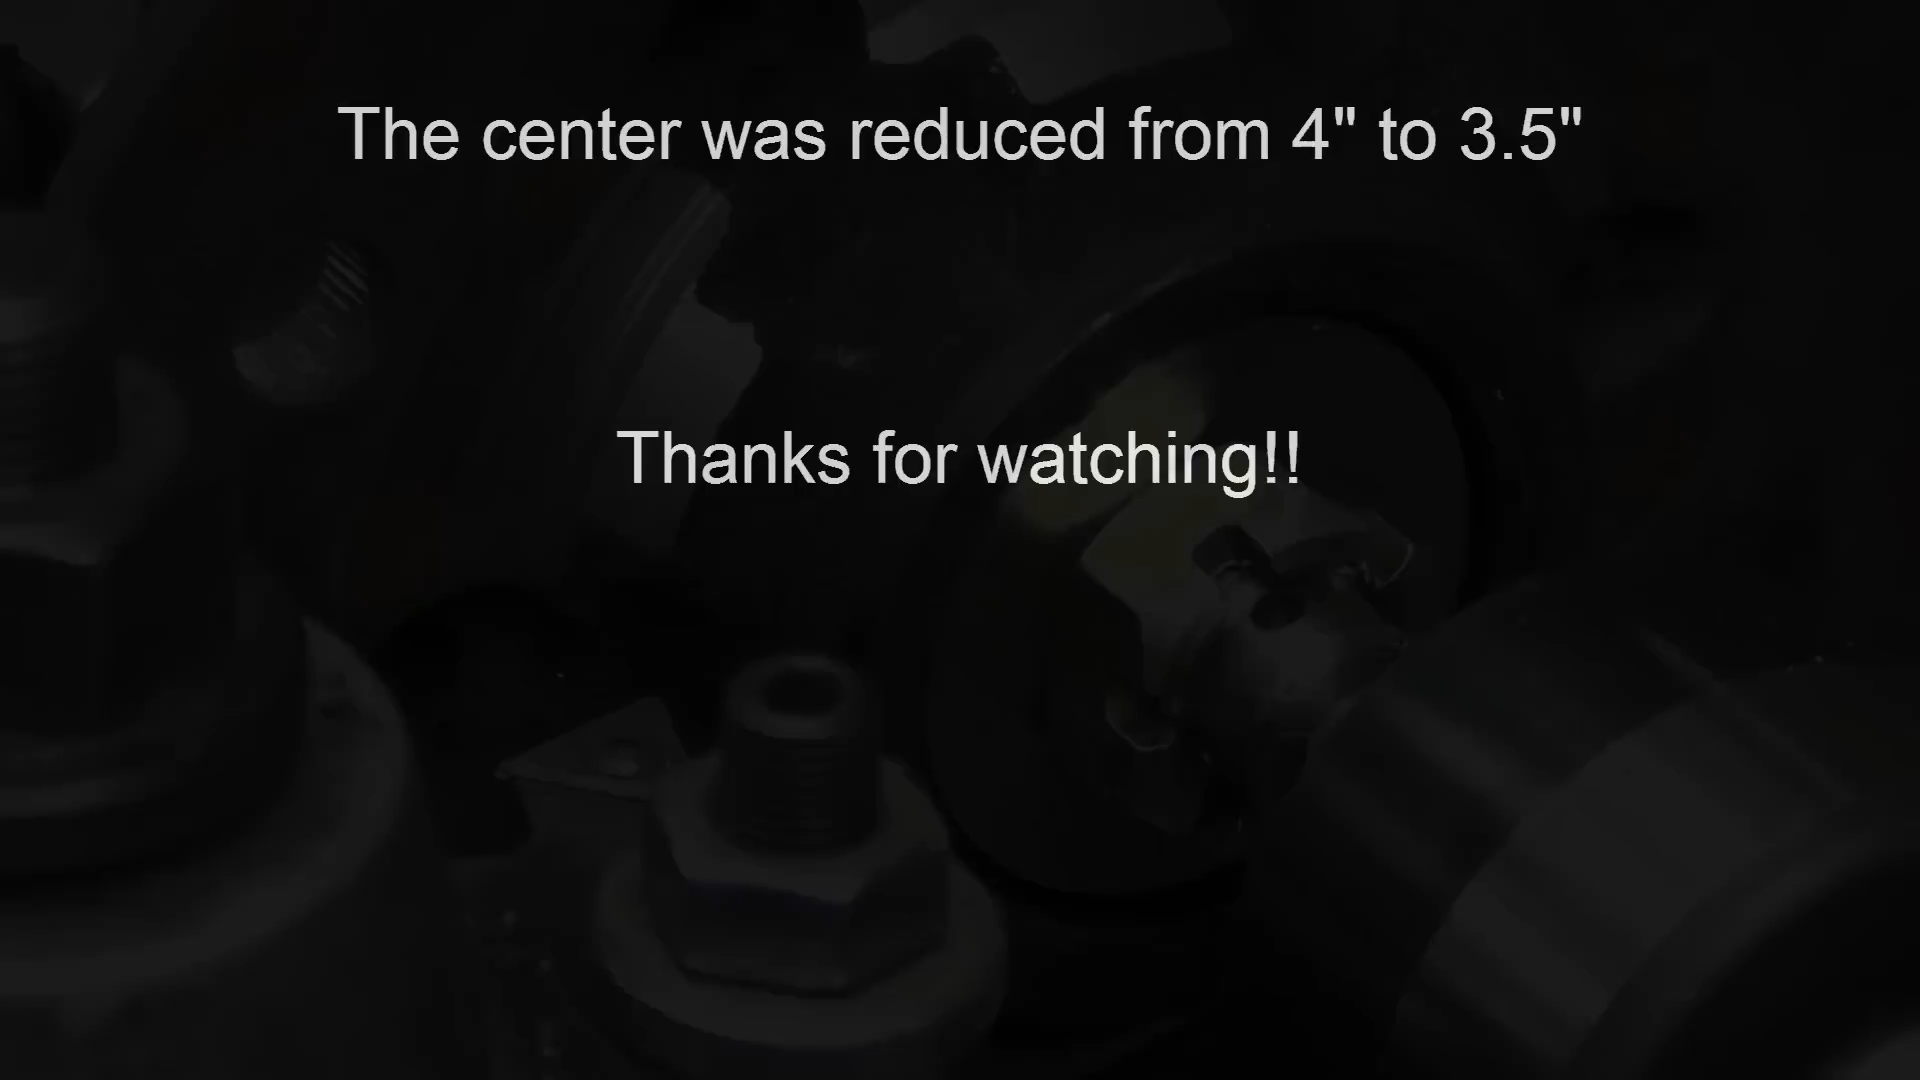 The center was reduced from 4" to 3.5"
Thanks for watching!!